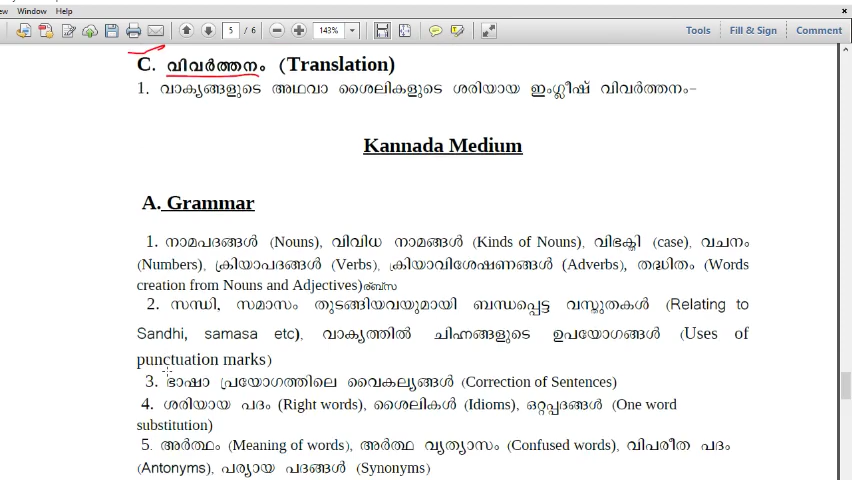 Window Help
5 / 6 143% Tools Fill & Sign Comment
C. വിവർത്തനം (Translation)
1. വാക്യങ്ങളുടെ അഥവാ ശൈലികളുടെ ശരിയായ ഇംഗ്ലീഷ് വിവർത്തനം-
Kannada Medium
A. Grammar
1. നാമപദങ്ങൾ (Nouns), വിവിധ നാമങ്ങൾ (Kinds of Nouns), വിഭക്തി (case), വചനം
(Numbers), ക്രിയാപദങ്ങൾ (Verbs), ക്രിയാവിശേഷണങ്ങൾ (Adverbs), തദ്ധിതം (Words
creation from Nouns and Adjectives)ര്ബ്സ
2. സന്ധി, സമാസം തുടങ്ങിയവയുമായി ബന്ധപ്പെട്ട വസ്തുതകൾ (Relating to
Sandhi, samasa etc), വാക്യത്തിൽ ചിഹ്നങ്ങളുടെ ഉപയോഗങ്ങൾ (Uses of
punctuation marks)
3. ഭാഷാ പ്രയോഗത്തിലെ വൈകല്യങ്ങൾ (Correction of Sentences)
4. ശരിയായ പദം (Right words), ശൈലികൾ (Idioms), ഒറ്റപ്പദങ്ങൾ (One word
substitution)
5. അർത്ഥം (Meaning of words), അർത്ഥ വ്യത്യാസം (Confused words), വിപരീത പദം
(Antonyms), പര്യായ പദങ്ങൾ (Synonyms)